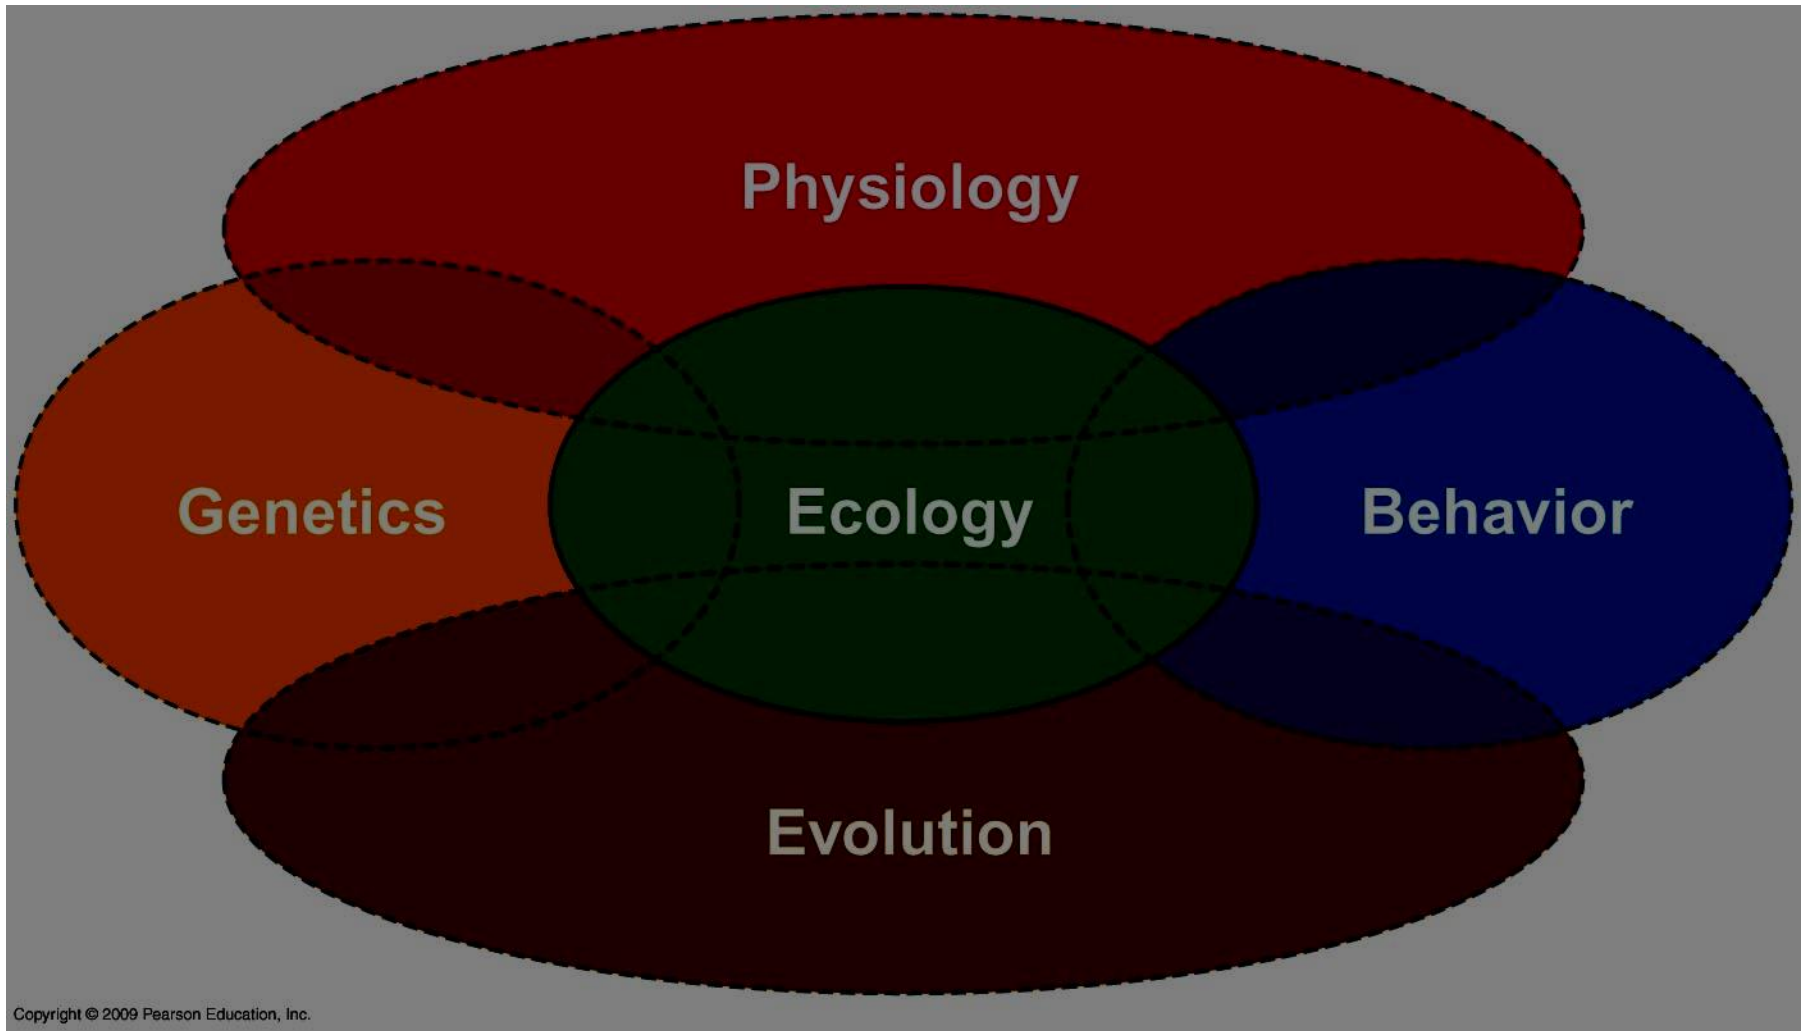 Physiology
Genetics
Ecology
Behavior
Evolution
Copyright © 2009 Pearson Education, Inc.